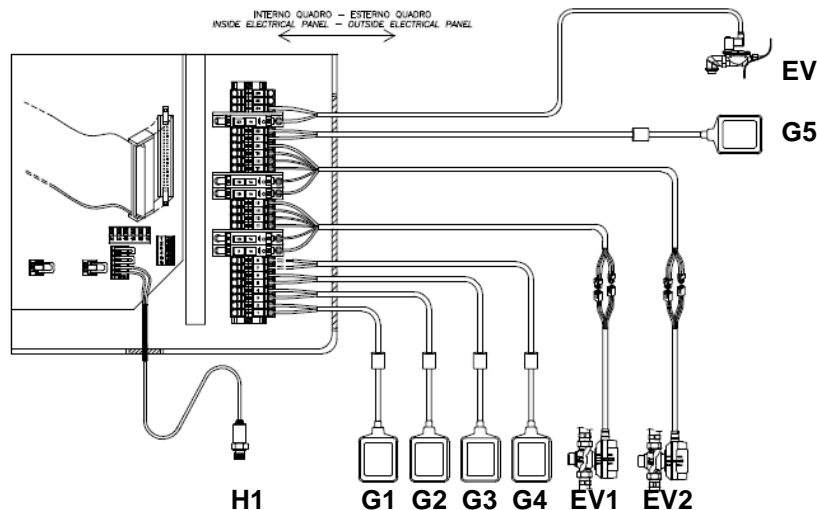 INTERNO QUADRO – ESTERNO QUADRO
INSIDE ELECTRICAL PANEL – OUTSIDE ELECTRICAL PANEL
EV
G5
H1 G1 G2 G3 G4 EV1 EV2